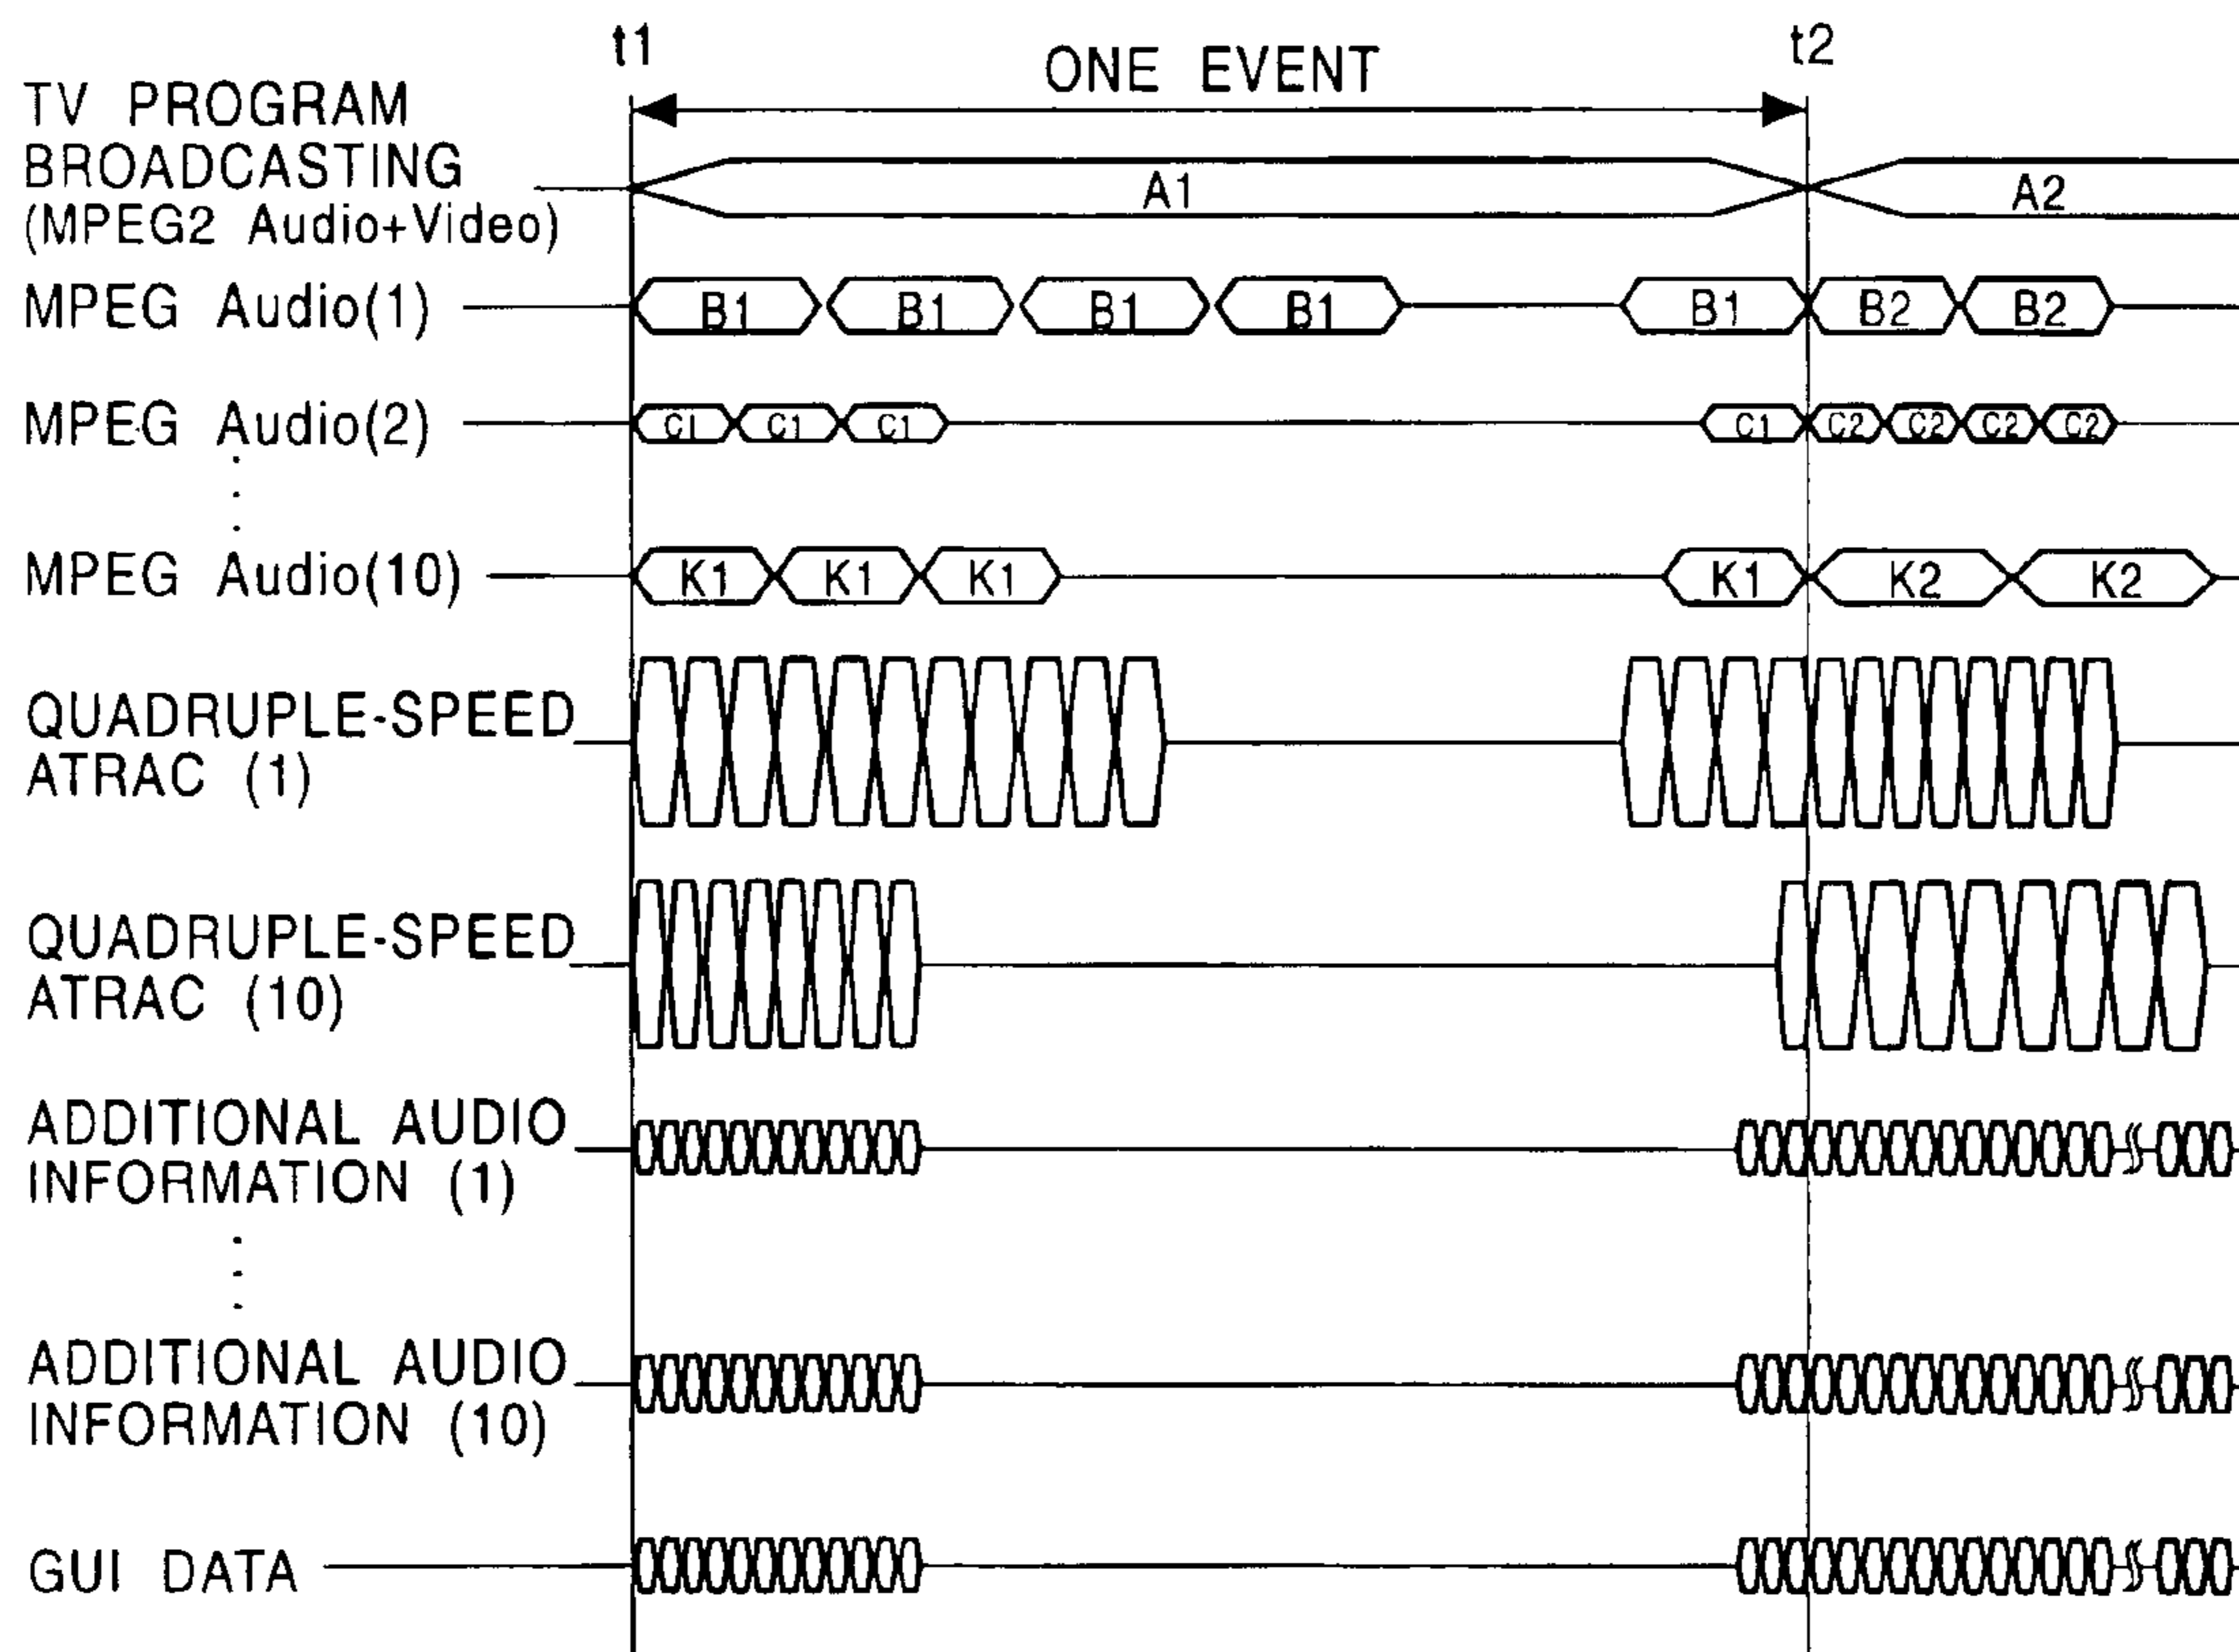 t1 ONE EVENT t2
TV PROGRAM
BROADCASTING
(MPEG2 Audio+Video)
A1 A2
MPEG Audio(1) B1 B1 B1 B1 B1 B2 B2
MPEG Audio(2) C1 C1 C1 C1 C2 C2 C2 C2
MPEG Audio(10) K1 K1 K1 K1 K2 K2
QUADRUPLE-SPEED
ATRAC (1)
QUADRUPLE-SPEED
ATRAC (10)
ADDITIONAL AUDIO
INFORMATION (1)
ADDITIONAL AUDIO
INFORMATION (10)
GUI DATA